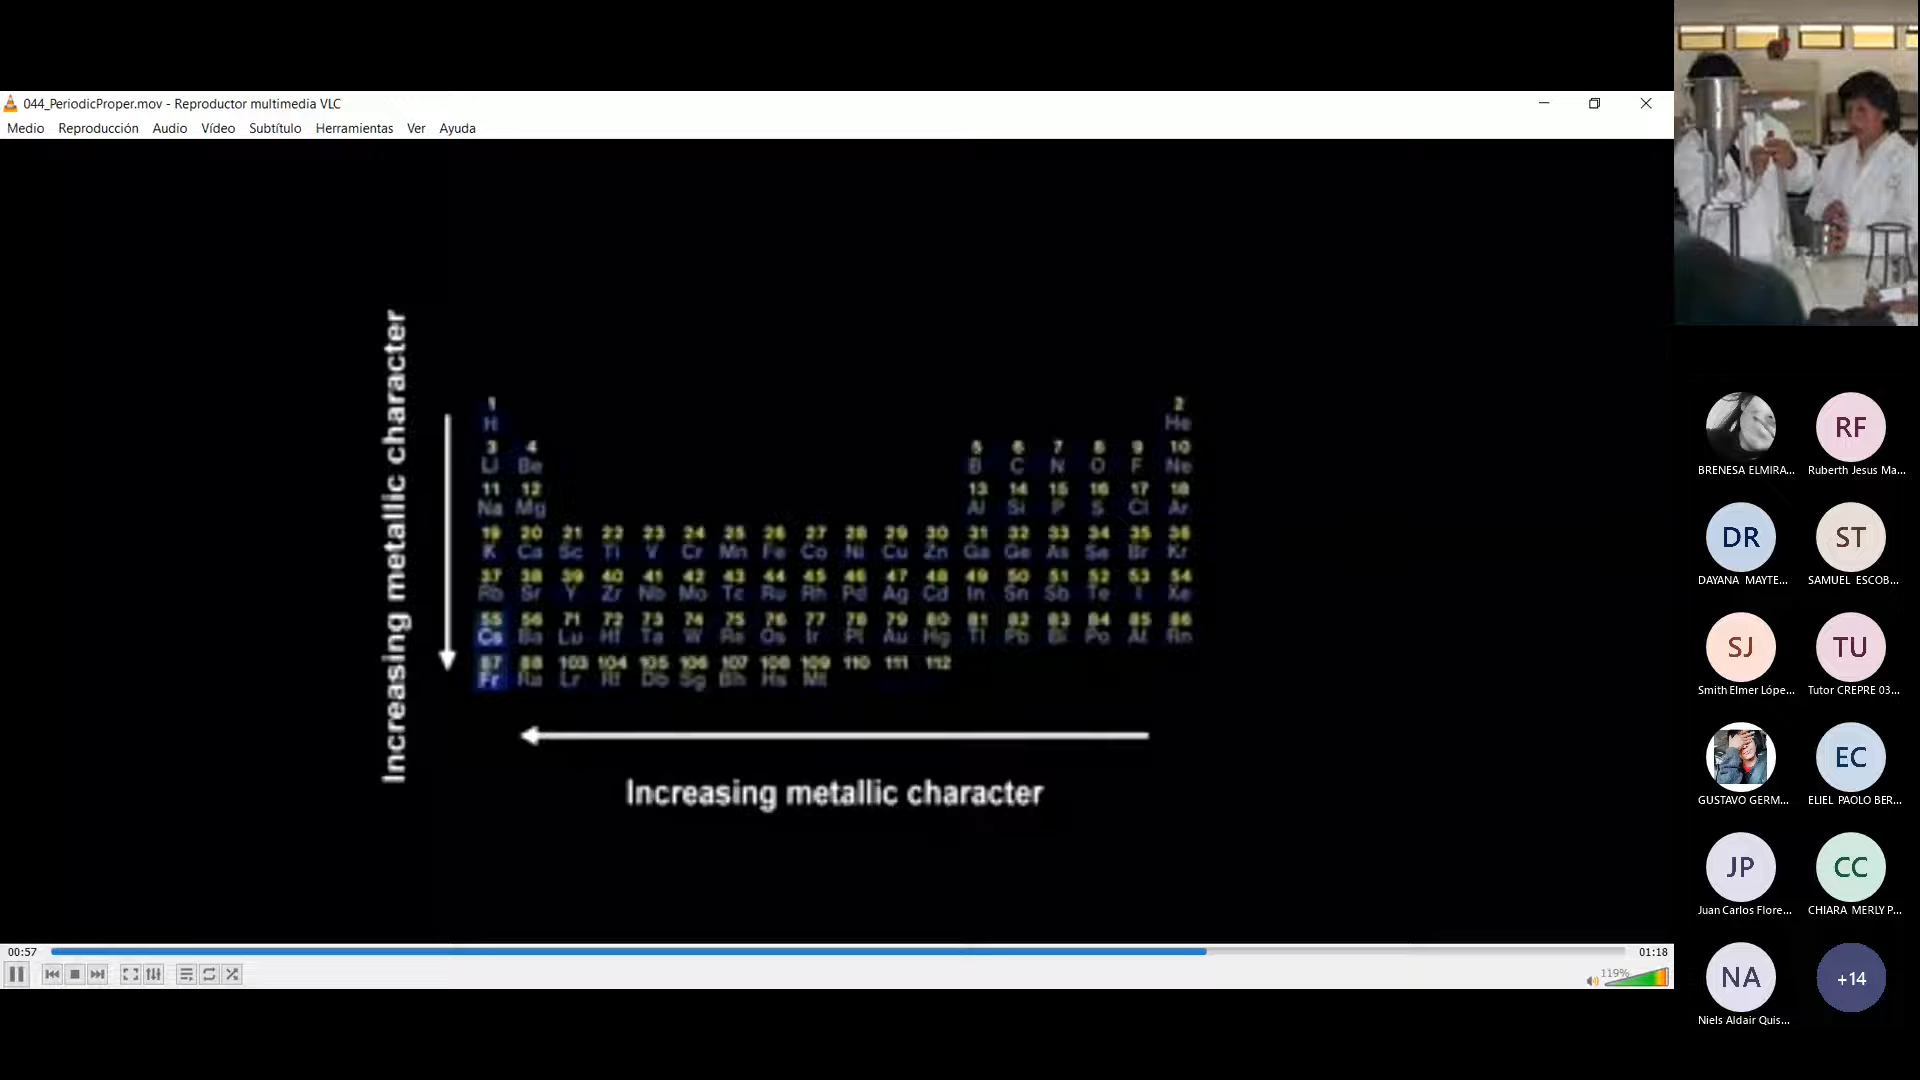 044_PeriodicProper.mov - Reproductor multimedia VLC
Medio Reproducción Audio Vídeo Subtítulo Herramientas Ver Ayuda
Increasing metallic character
1 2
H He
3 4 5 6 7 8 9 10
Li Be B C N O F Ne
11 12 13 14 15 16 17 18
Na Mg Al Si P S Cl Ar
19 20 21 22 23 24 25 26 27 28 29 30 31 32 33 34 35 36
K Ca Sc Ti V Cr Mn Fe Co Ni Cu Zn Ga Ge As Se Br Kr
37 38 39 40 41 42 43 44 45 46 47 48 49 50 51 52 53 54
Rb Sr Y Zr Nb Mo Tc Ru Rh Pd Ag Cd In Sn Sb Te I Xe
55 56 71 72 73 74 75 76 77 78 79 80 81 82 83 84 85 86
Cs Ba Lu Hf Ta W Re Os Ir Pt Au Hg Tl Pb Bi Po At Rn
87 88 103 104 105 106 107 108 109 110 111 112
Fr Ra Lr Rf Db Sg Bh Hs Mt
Increasing metallic character
00:57 01:18
119%
RF
BRENESA ELMIRA... Ruberth Jesus Ma...
DR ST
DAYANA MAYTE... SAMUEL ESCOB...
SJ TU
Smith Elmer Lópe... Tutor CREPRE 03...
EC
GUSTAVO GERM... ELIEL PAOLO BER...
JP CC
Juan Carlos Flore... CHIARA MERLY P...
NA +14
Niels Aldair Quis...